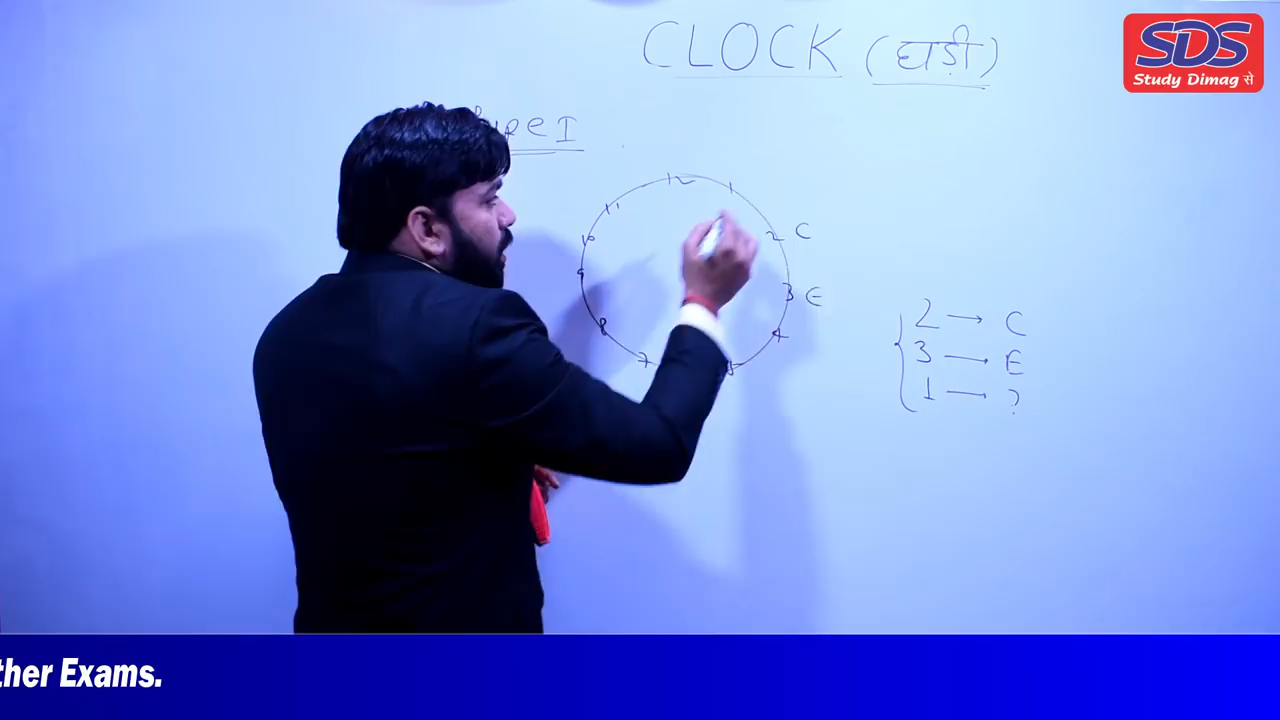 CLOCK (घड़ी)
SDS
Study Dimag से
I
12
1
11
2 C
10
9
3 E
8
4
7
5
2 → C
3 → E
1 → ?
ther Exams.